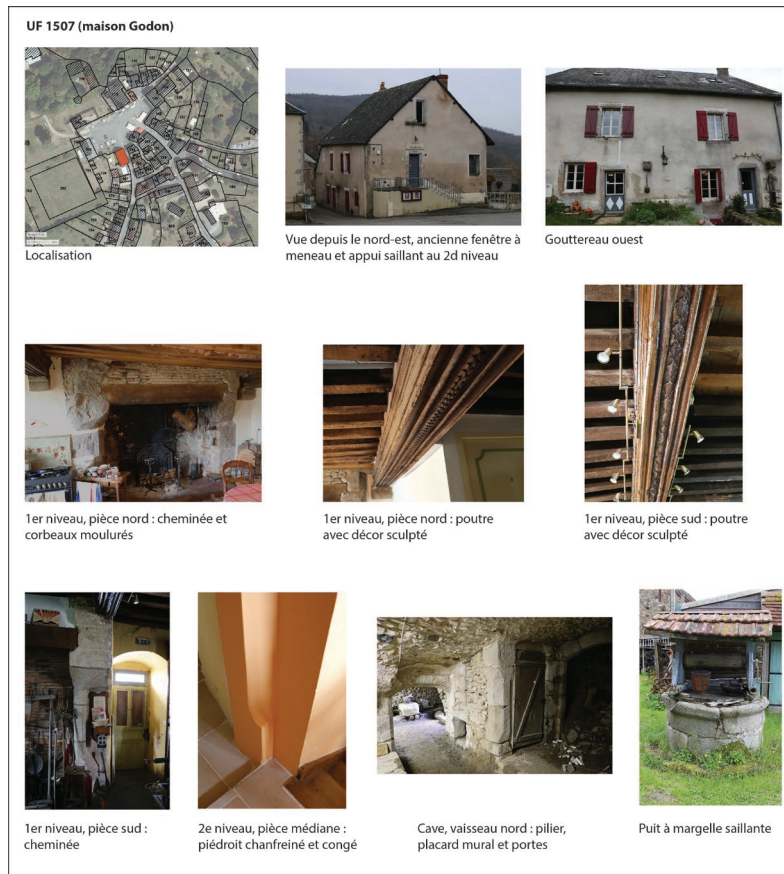 UF 1507 (maison Godon)
Localisation
Vue depuis le nord-est, ancienne fenêtre à
meneau et appui saillant au 2d niveau
Gouttereau ouest
1er niveau, pièce nord : cheminée et
corbeaux moulurés
1er niveau, pièce nord : poutre
avec décor sculpté
1er niveau, pièce sud : poutre
avec décor sculpté
1er niveau, pièce sud :
cheminée
2e niveau, pièce médiane :
piédroit chanfreiné et congé
Cave, vaisseau nord : pilier,
placard mural et portes
Puit à margelle saillante